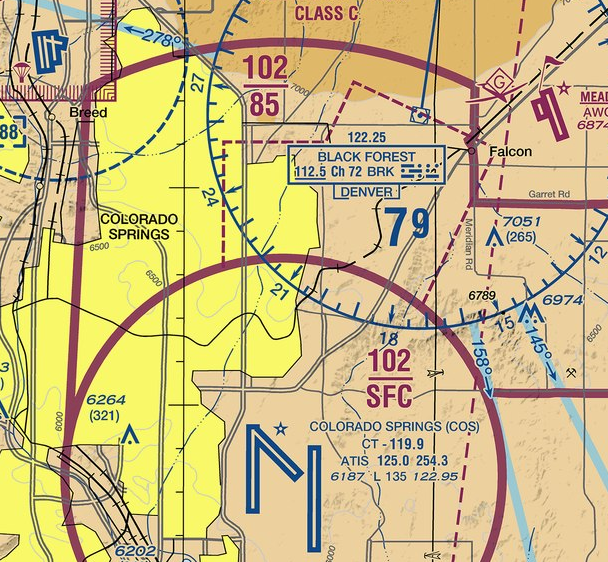 CLASS C
278°
27
102
85
MEAD
AWO
6874
Breed
88
122.25
BLACK FOREST
112.5 Ch 72 BRK
DENVER
G
Falcon
Garret Rd
24
COLORADO
SPRINGS
79
7051
(265)
Meridian Rd
12
6500
6500
21
6789
6974
15
18
145°
6500
158°
102
SFC
3
)
6264
(321)
6000
COLORADO SPRINGS (COS)
CT - 119.9
ATIS 125.0 254.3
6187 L 135 122.95
6202
6000